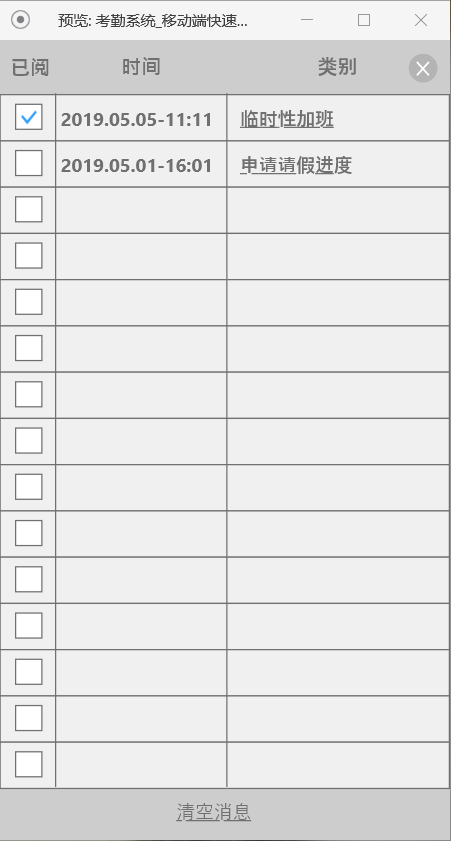 预览: 考勤系统_移动端快速...
已阅 时间 类别
2019.05.05-11:11 临时性加班
2019.05.01-16:01 申请请假进度
清空消息